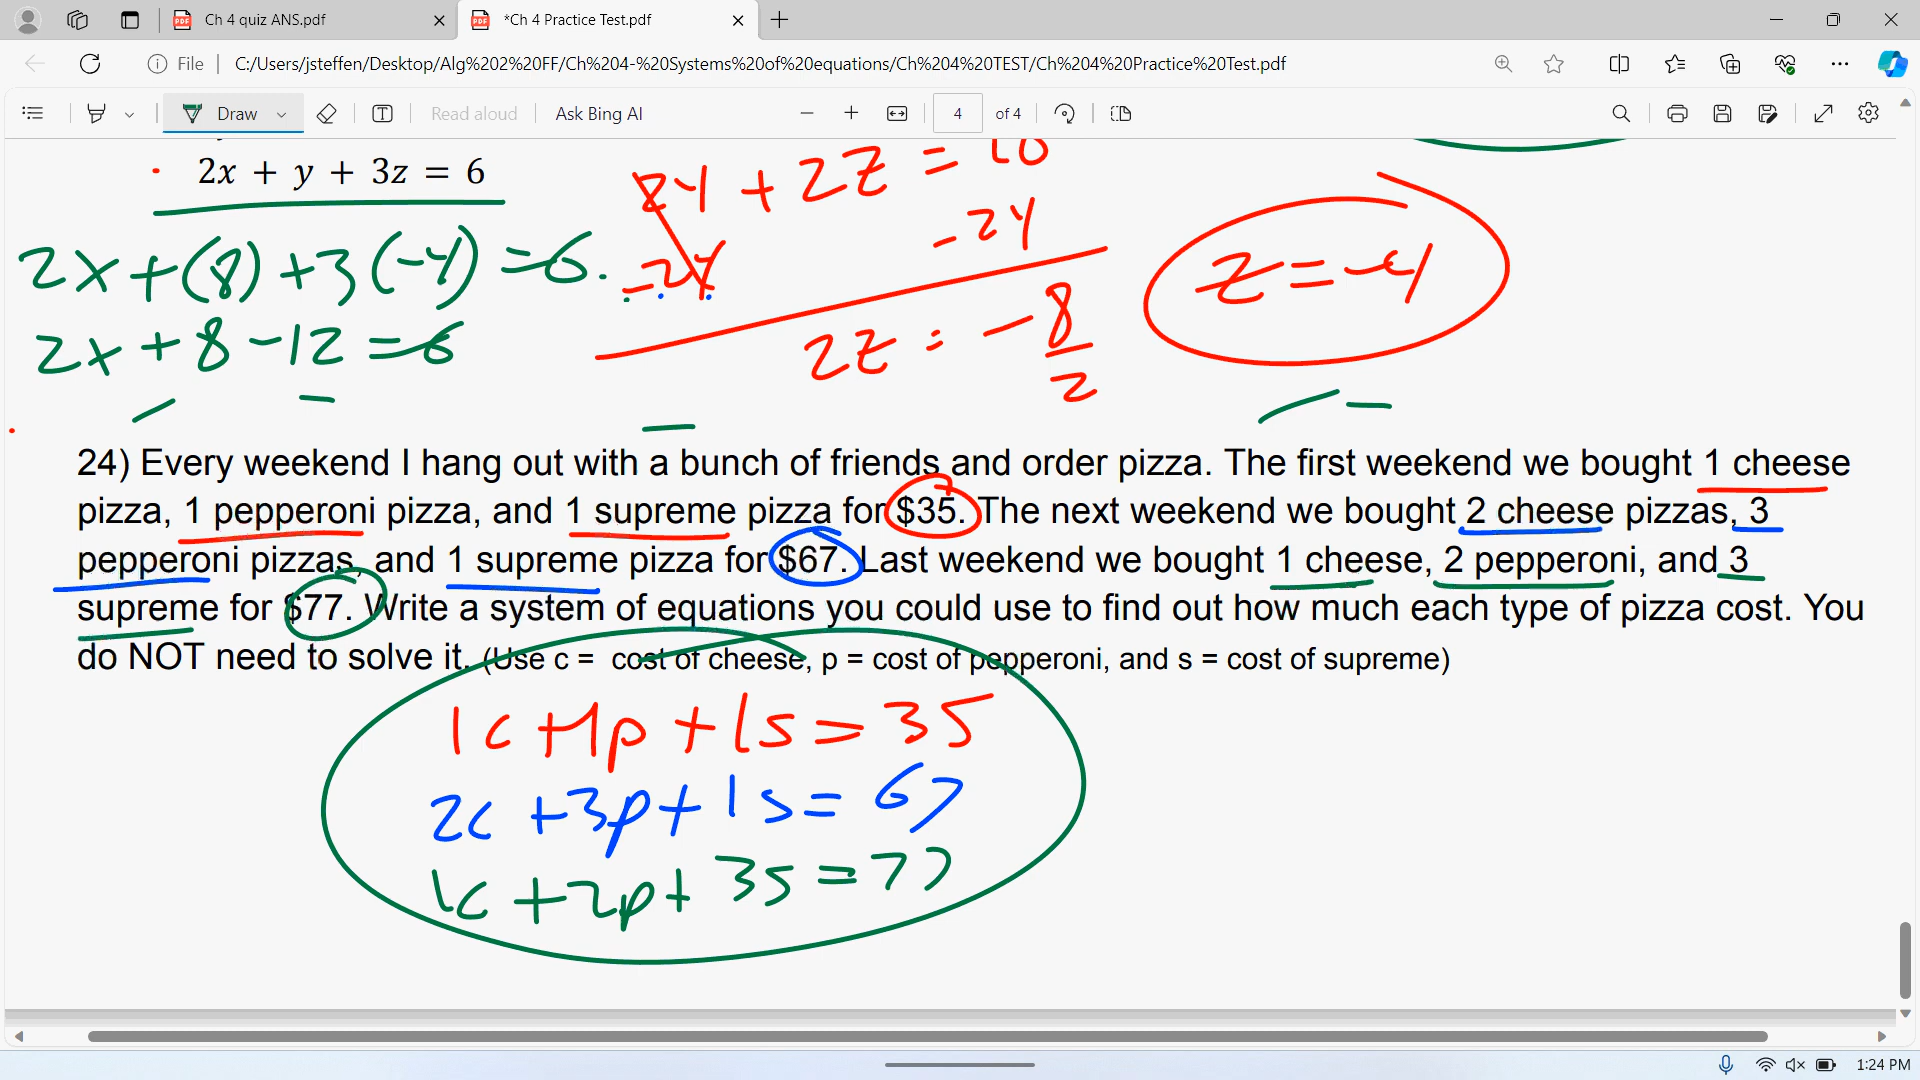 Ch 4 quiz ANS.pdf
*Ch 4 Practice Test.pdf
File
C:/Users/jsteffen/Desktop/Alg%202%20FF/Ch%204-%20Systems%20of%20equations/Ch%204%20TEST/Ch%204%20Practice%20Test.pdf
Draw
Read aloud
Ask Bing AI
4
of 4
2x + y + 3z = 6
2x+(8)+3(-4)=6
2x+8-12=6
+ 2z =
-24
-24
2z = -8
2
z=-4
24) Every weekend I hang out with a bunch of friends and order pizza. The first weekend we bought 1 cheese
pizza, 1 pepperoni pizza, and 1 supreme pizza for $35. The next weekend we bought 2 cheese pizzas, 3
pepperoni pizzas, and 1 supreme pizza for $67. Last weekend we bought 1 cheese, 2 pepperoni, and 3
supreme for $77. Write a system of equations you could use to find out how much each type of pizza cost. You
do NOT need to solve it. (Use c = cost of cheese, p = cost of pepperoni, and s = cost of supreme)
1c+1p+1s=35
2c+3p+1s=67
1c+2p+3s=77
1:24 PM